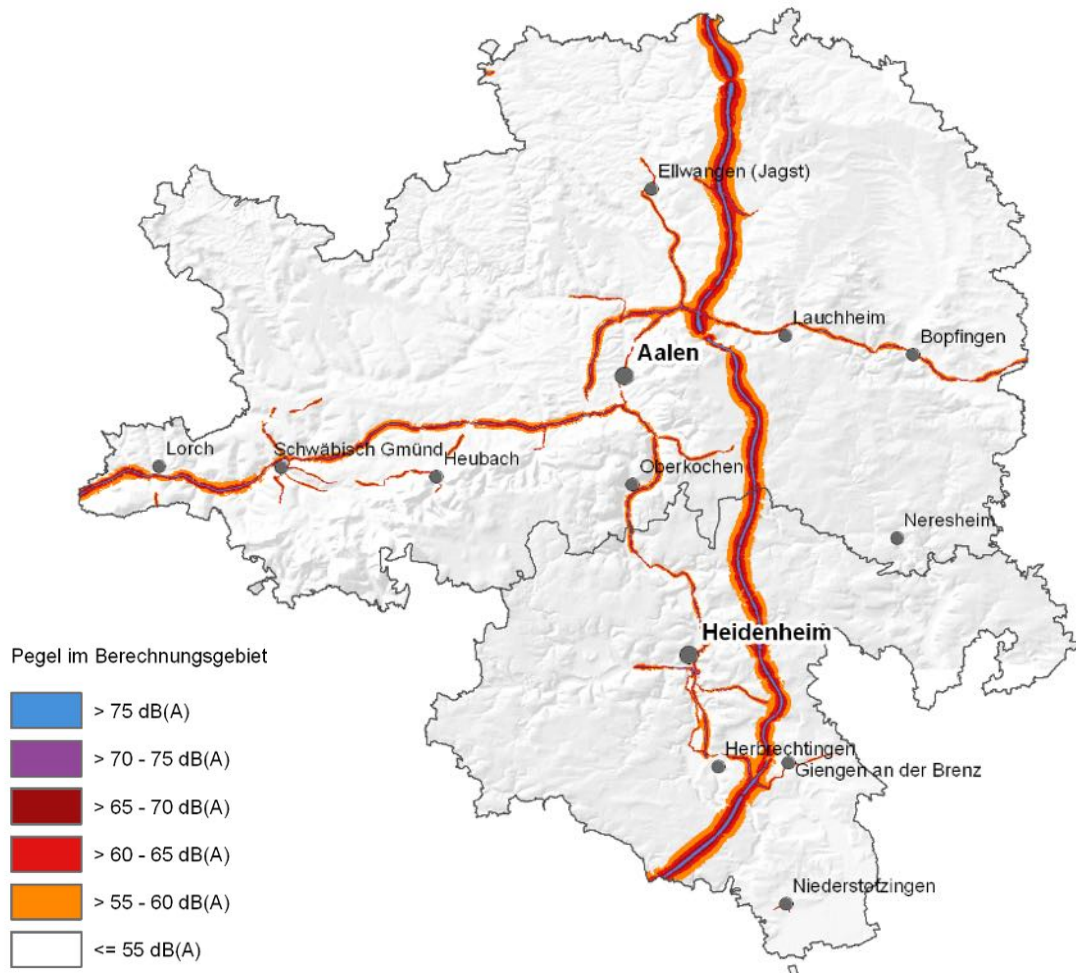 Ellwangen (Jagst)
Lauchheim
Bopfingen
Aalen
Lorch
Schwäbisch Gmünd
Heubach
Oberkochen
Neresheim
Heidenheim
Herbrechtingen
Giengen an der Brenz
Niederstotzingen
Pegel im Berechnungsgebiet
> 75 dB(A)
> 70 - 75 dB(A)
> 65 - 70 dB(A)
> 60 - 65 dB(A)
> 55 - 60 dB(A)
<= 55 dB(A)